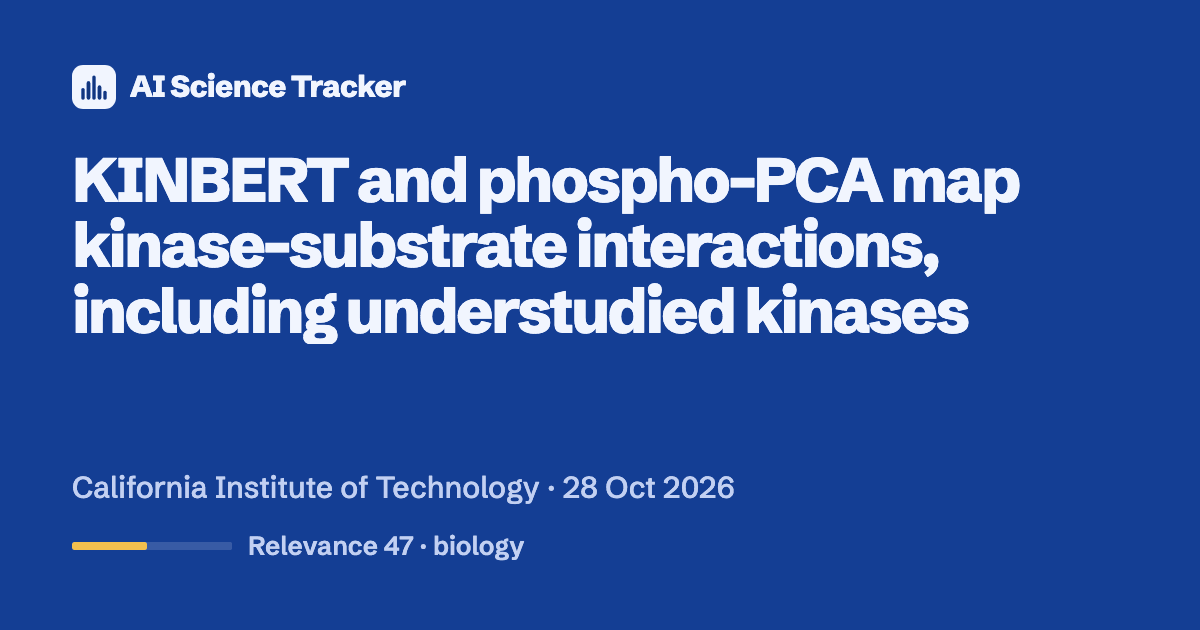 AI Science Tracker
KINBERT and phospho-PCA map
kinase-substrate interactions,
including understudied kinases
California Institute of Technology · 28 Oct 2026
Relevance 47 · biology